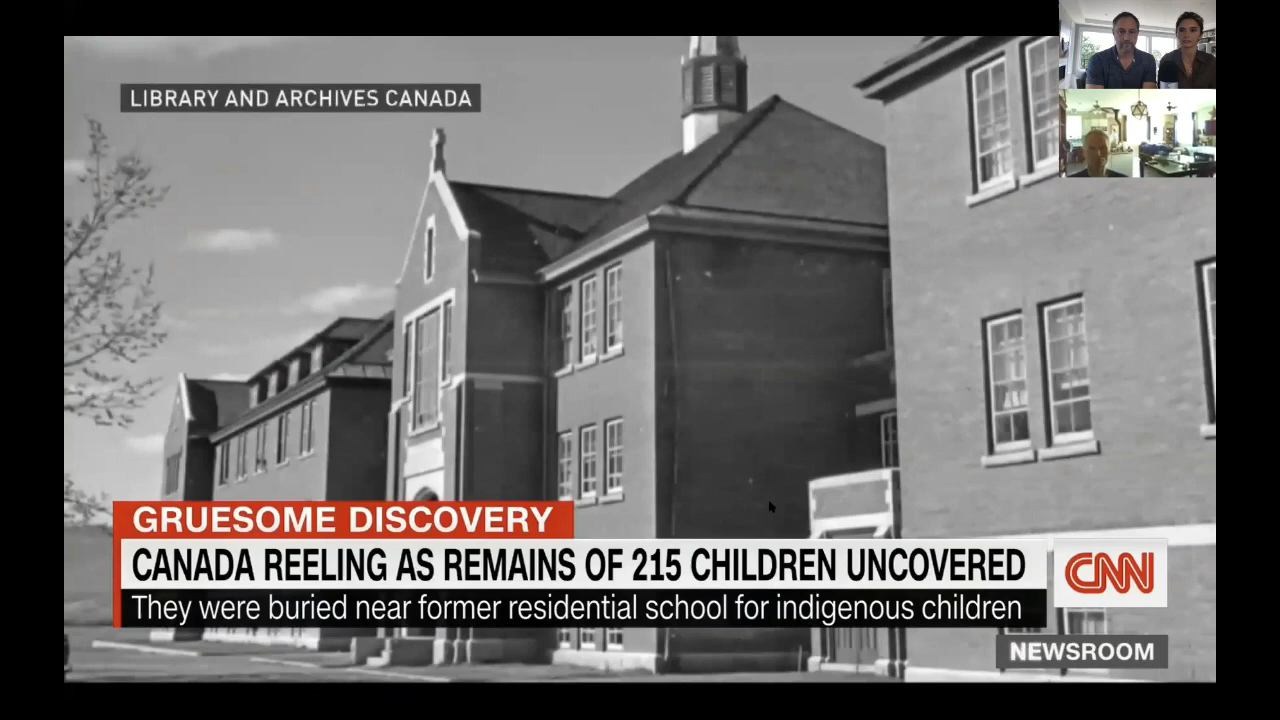 LIBRARY AND ARCHIVES CANADA
GRUESOME DISCOVERY
CANADA REELING AS REMAINS OF 215 CHILDREN UNCOVERED
CNN
They were buried near former residential school for indigenous children
NEWSROOM